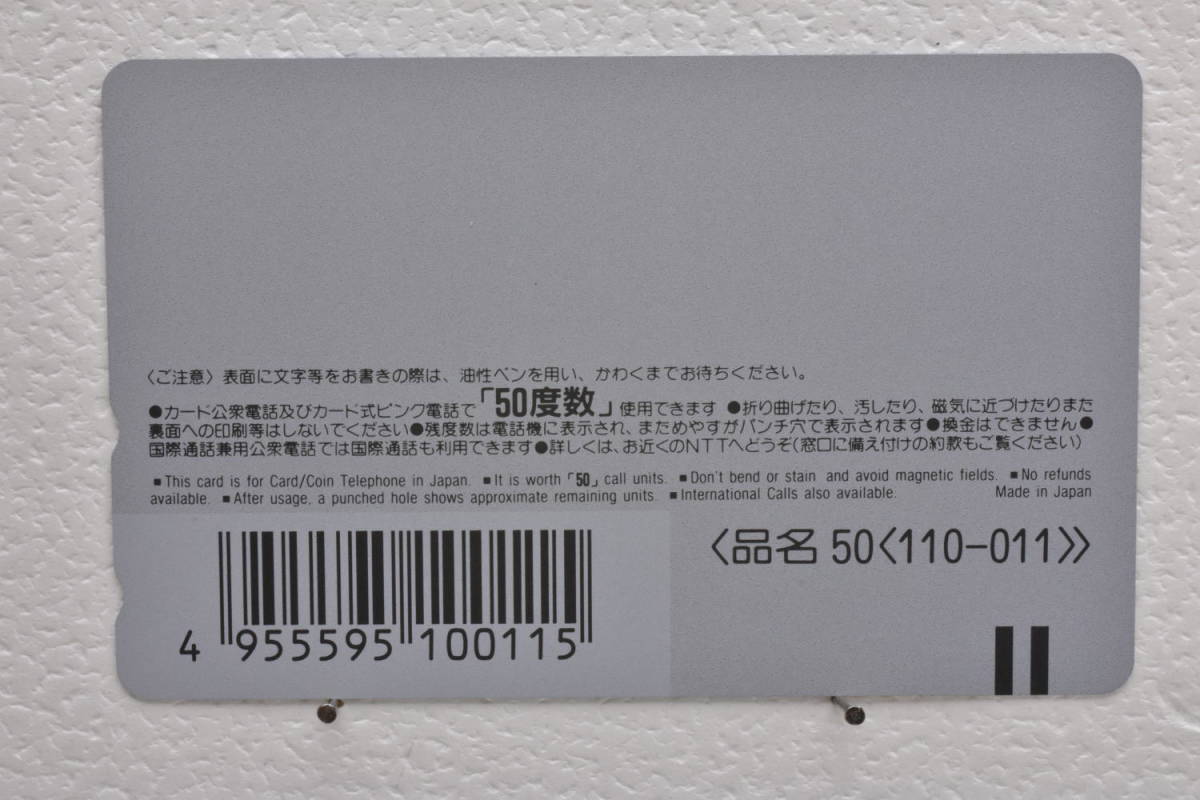 〈ご注意〉表面に文字等をお書きの際は、油性ペンを用い、かわくまでお待ちください。
●カード公衆電話及びカード式ピンク電話で「50度数」使用できます ●折り曲げたり、汚したり、磁気に近づけたりまた
裏面への印刷等はしないでください●残度数は電話機に表示され、まためやすがパンチ穴で表示されます●換金はできません●
国際通話兼用公衆電話では国際通話も利用できます●詳しくは、お近くのNTTへどうぞ(窓口に備え付けの約款もご覧ください)
■This card is for Card/Coin Telephone in Japan. ■It is worth「50」call units. ■Don't bend or stain and avoid magnetic fields. ■No refunds
available. ■After usage, a punched hole shows approximate remaining units. ■International Calls also available. Made in Japan
〈品名 50〈110-011〉〉
4 955595 100115